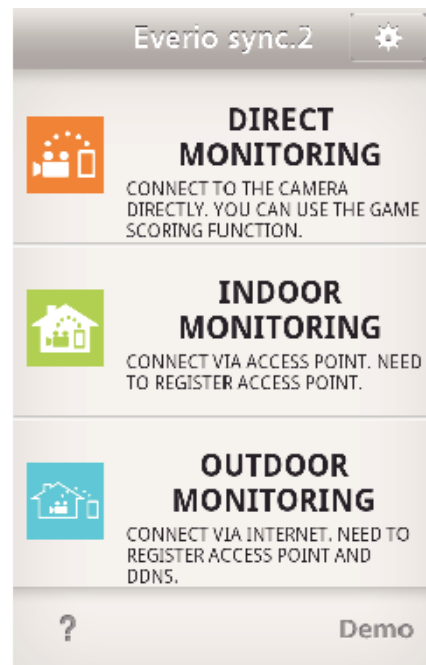 Everio sync.2
DIRECT
MONITORING
CONNECT TO THE CAMERA
DIRECTLY. YOU CAN USE THE GAME
SCORING FUNCTION.
INDOOR
MONITORING
CONNECT VIA ACCESS POINT. NEED
TO REGISTER ACCESS POINT.
OUTDOOR
MONITORING
CONNECT VIA INTERNET. NEED TO
REGISTER ACCESS POINT AND
DDNS.
? Demo